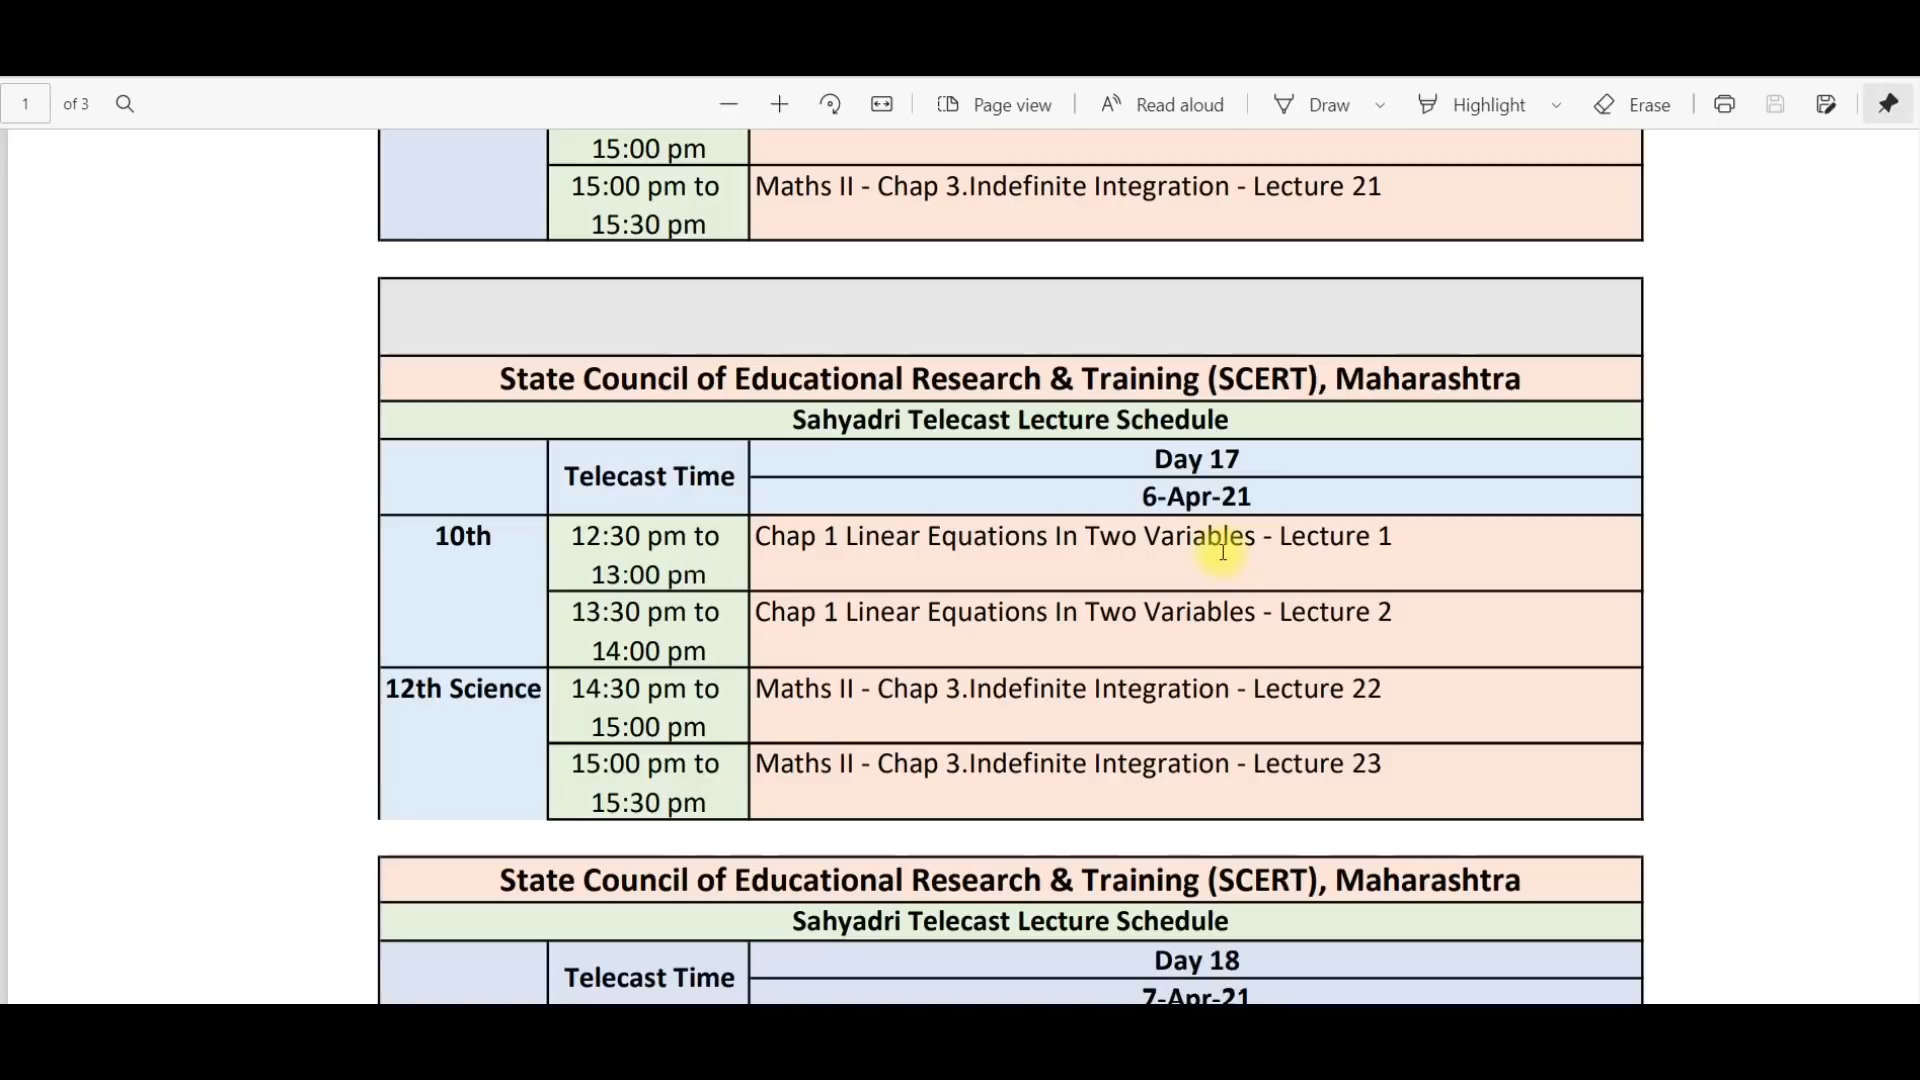 1 of 3 Page view Read aloud Draw Highlight Erase
15:00 pm
15:00 pm to
15:30 pm
Maths II - Chap 3.Indefinite Integration - Lecture 21
State Council of Educational Research & Training (SCERT), Maharashtra
Sahyadri Telecast Lecture Schedule
Telecast Time
Day 17
6-Apr-21
10th
12:30 pm to
13:00 pm
Chap 1 Linear Equations In Two Variables - Lecture 1
13:30 pm to
14:00 pm
Chap 1 Linear Equations In Two Variables - Lecture 2
12th Science
14:30 pm to
15:00 pm
Maths II - Chap 3.Indefinite Integration - Lecture 22
15:00 pm to
15:30 pm
Maths II - Chap 3.Indefinite Integration - Lecture 23
State Council of Educational Research & Training (SCERT), Maharashtra
Sahyadri Telecast Lecture Schedule
Telecast Time
Day 18
7-Apr-21